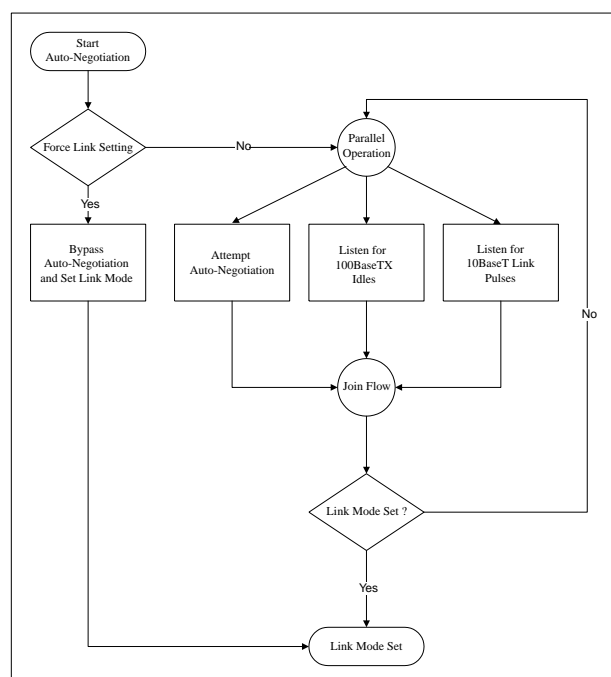 Start
Auto-Negotiation
Force Link Setting
No
Parallel
Operation
Yes
Bypass
Auto-Negotiation
and Set Link Mode
Attempt
Auto-Negotiation
Listen for
100BaseTX
Idles
Listen for
10BaseT Link
Pulses
No
Join Flow
Link Mode Set ?
Yes
Link Mode Set